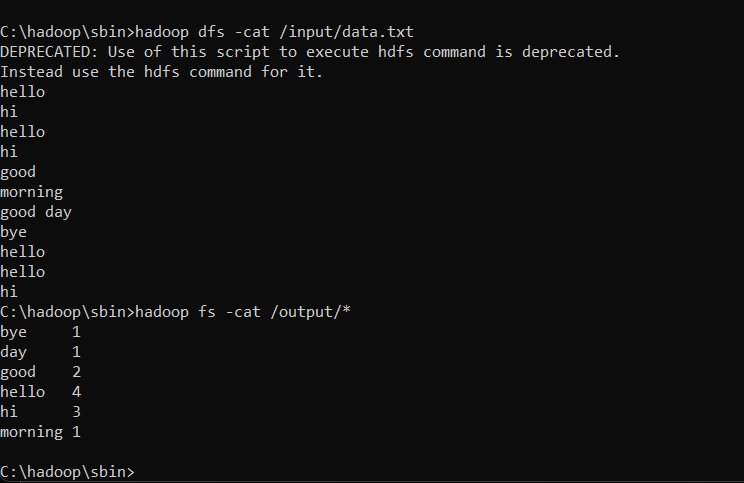 C:\hadoop\sbin>hadoop dfs -cat /input/data.txt
DEPRECATED: Use of this script to execute hdfs command is deprecated.
Instead use the hdfs command for it.
hello
hi
hello
hi
good
morning
good day
bye
hello
hello
hi
C:\hadoop\sbin>hadoop fs -cat /output/*
bye     1
day     1
good    2
hello   4
hi      3
morning 1
C:\hadoop\sbin>